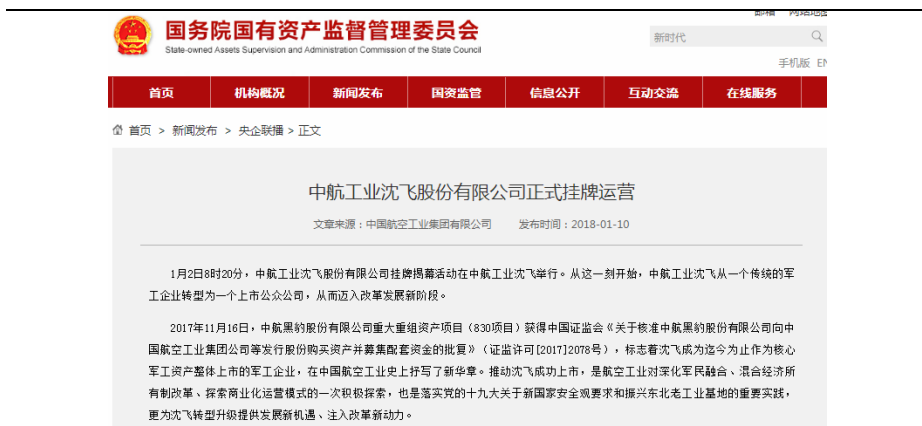 邮箱 网站地图
国务院国有资产监督管理委员会
State-owned Assets Supervision and Administration Commission of the State Council
新时代
手机版 EN
首页 机构概况 新闻发布 国资监管 信息公开 互动交流 在线服务
首页 > 新闻发布 > 央企联播 > 正文
中航工业沈飞股份有限公司正式挂牌运营
文章来源：中国航空工业集团有限公司 发布时间：2018-01-10
1月2日8时20分，中航工业沈飞股份有限公司挂牌揭幕活动在中航工业沈飞举行。从这一刻开始，中航工业沈飞从一个传统的军
工企业转型为一个上市公众公司，从而迈入改革发展新阶段。
2017年11月16日，中航黑豹股份有限公司重大重组资产项目（830项目）获得中国证监会《关于核准中航黑豹股份有限公司向中
国航空工业集团公司等发行股份购买资产并募集配套资金的批复》（证监许可[2017]2078号），标志着沈飞成为迄今为止作为核心
军工资产整体上市的军工企业，在中国航空工业史上抒写了新华章。推动沈飞成功上市，是航空工业对深化军民融合、混合经济所
有制改革、探索商业化运营模式的一次积极探索，也是落实党的十九大关于新国家安全观要求和振兴东北老工业基地的重要实践，
更为沈飞转型升级提供发展新机遇、注入改革新动力。